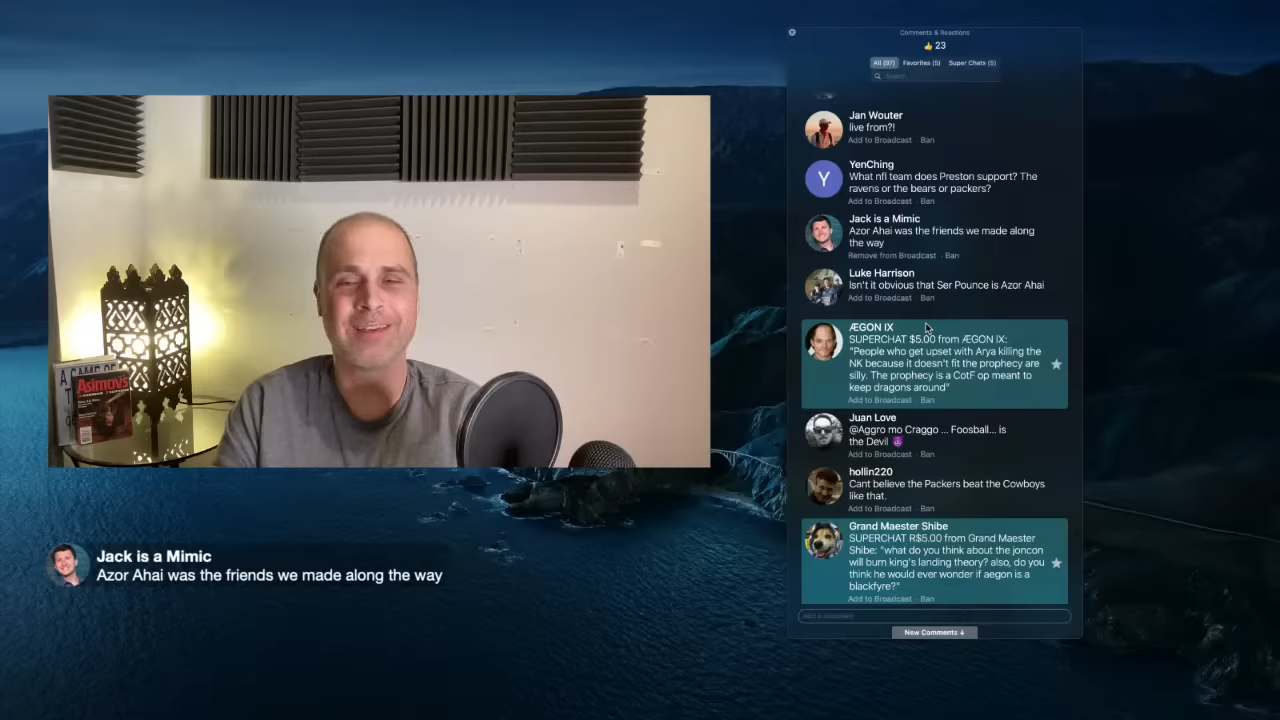 Comments & Reactions
👍 23
All (97) Favorites (5) Super Chats (5)
Search
Jan Wouter
live from?!
Add to Broadcast · Ban
Y
YenChing
What nfl team does Preston support? The
ravens or the bears or packers?
Add to Broadcast · Ban
Jack is a Mimic
Azor Ahai was the friends we made along
the way
Remove from Broadcast · Ban
Luke Harrison
Isn't it obvious that Ser Pounce is Azor Ahai
Add to Broadcast · Ban
ÆGON IX
SUPERCHAT $5.00 from ÆGON IX:
"People who get upset with Arya killing the
NK because it doesn't fit the prophecy are
silly. The prophecy is a CotF op meant to
keep dragons around"
Add to Broadcast · Ban
Juan Love
@Aggro mo Craggo ... Foosball... is
the Devil 😈
Add to Broadcast · Ban
hollin220
Cant believe the Packers beat the Cowboys
like that.
Add to Broadcast · Ban
Grand Maester Shibe
SUPERCHAT R$5.00 from Grand Maester
Shibe: "what do you think about the joncon
will burn king's landing theory? also, do you
think he would ever wonder if aegon is a
blackfyre?"
Add to Broadcast · Ban
Add a comment
New Comments ↓
A GAME OF
Asimov's
Jack is a Mimic
Azor Ahai was the friends we made along the way